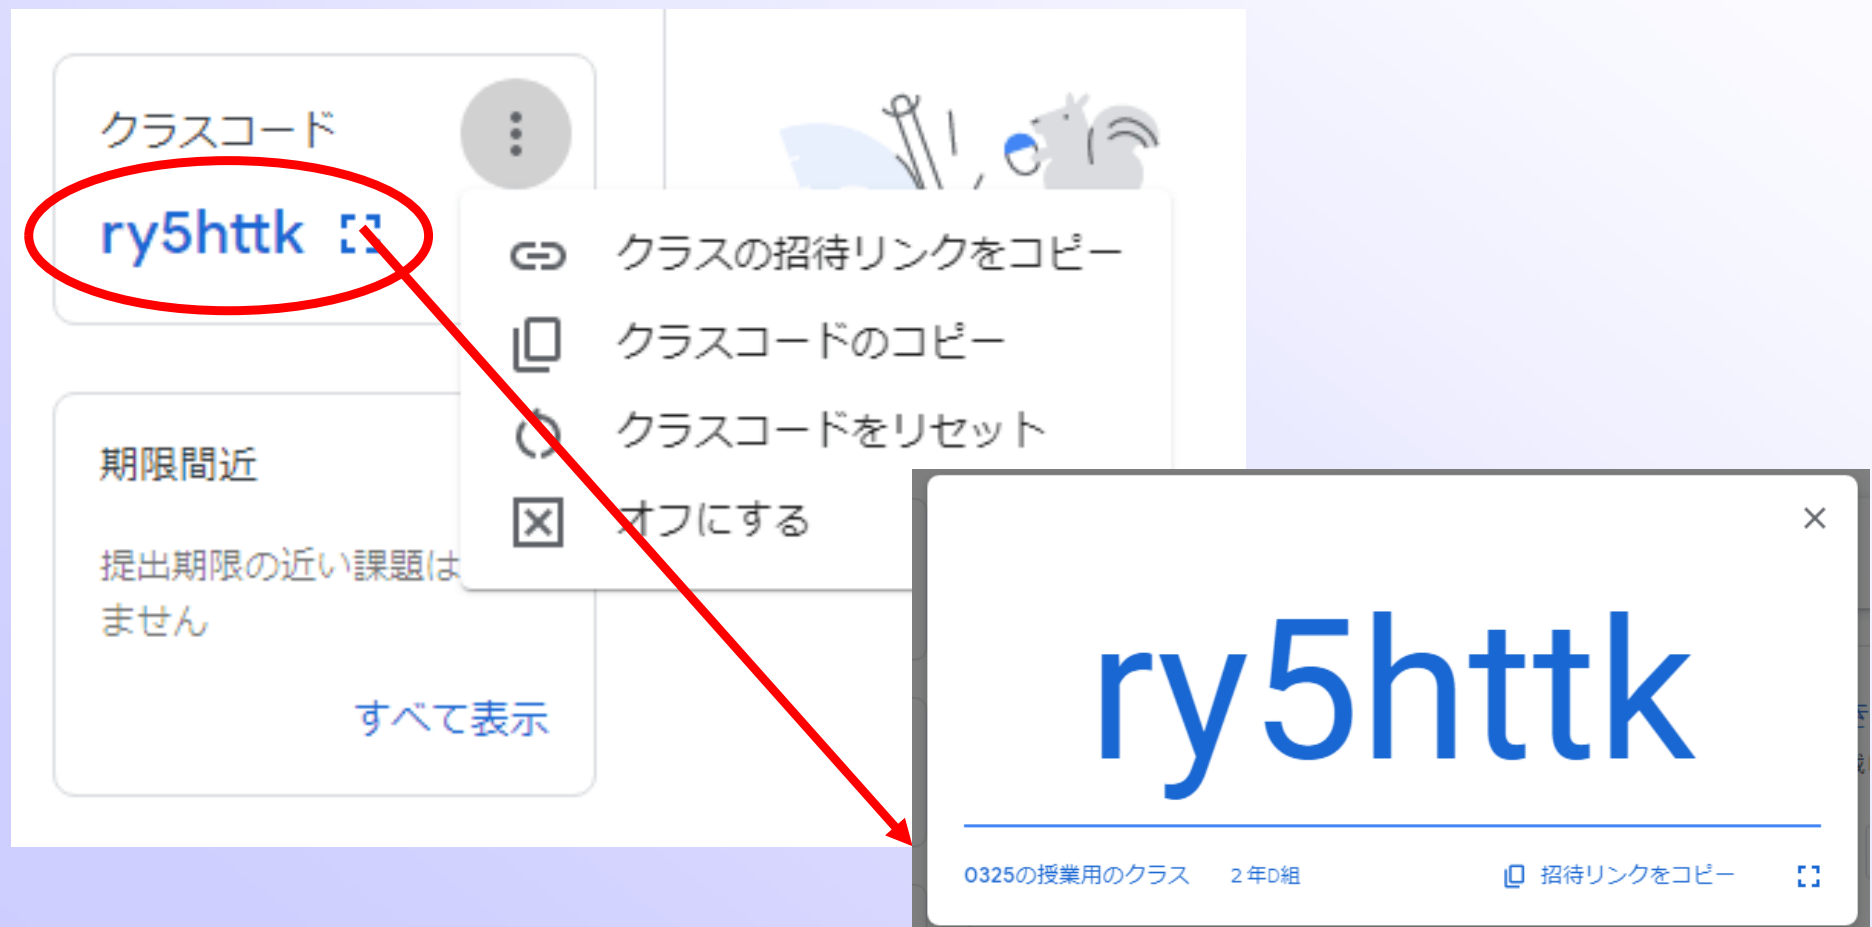 クラスコード
ry5httk
クラスの招待リンクをコピー
クラスコードのコピー
クラスコードをリセット
オフにする
期限間近
提出期限の近い課題は
ません
すべて表示
ry5httk
0325の授業用のクラス 2年D組
招待リンクをコピー